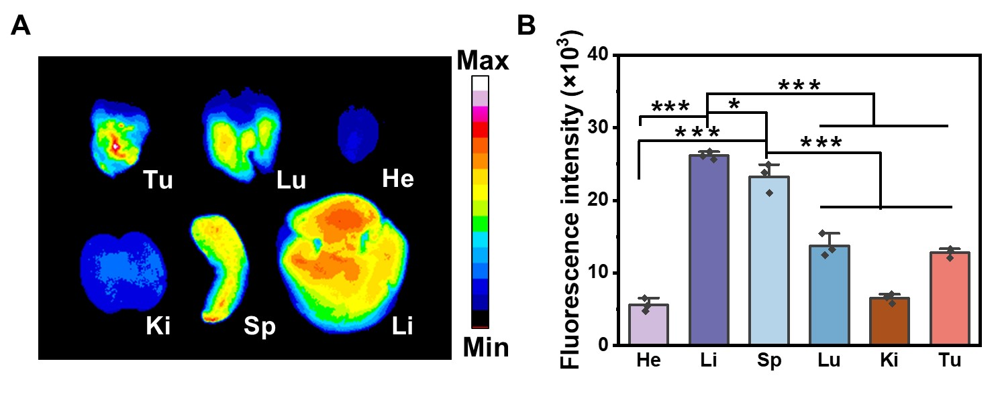 A
Max
Tu
Lu
He
Ki
Sp
Li
Min
B
Fluorescence intensity (×10³)
40
30
20
10
0
***
***
*
***
***
He Li Sp Lu Ki Tu